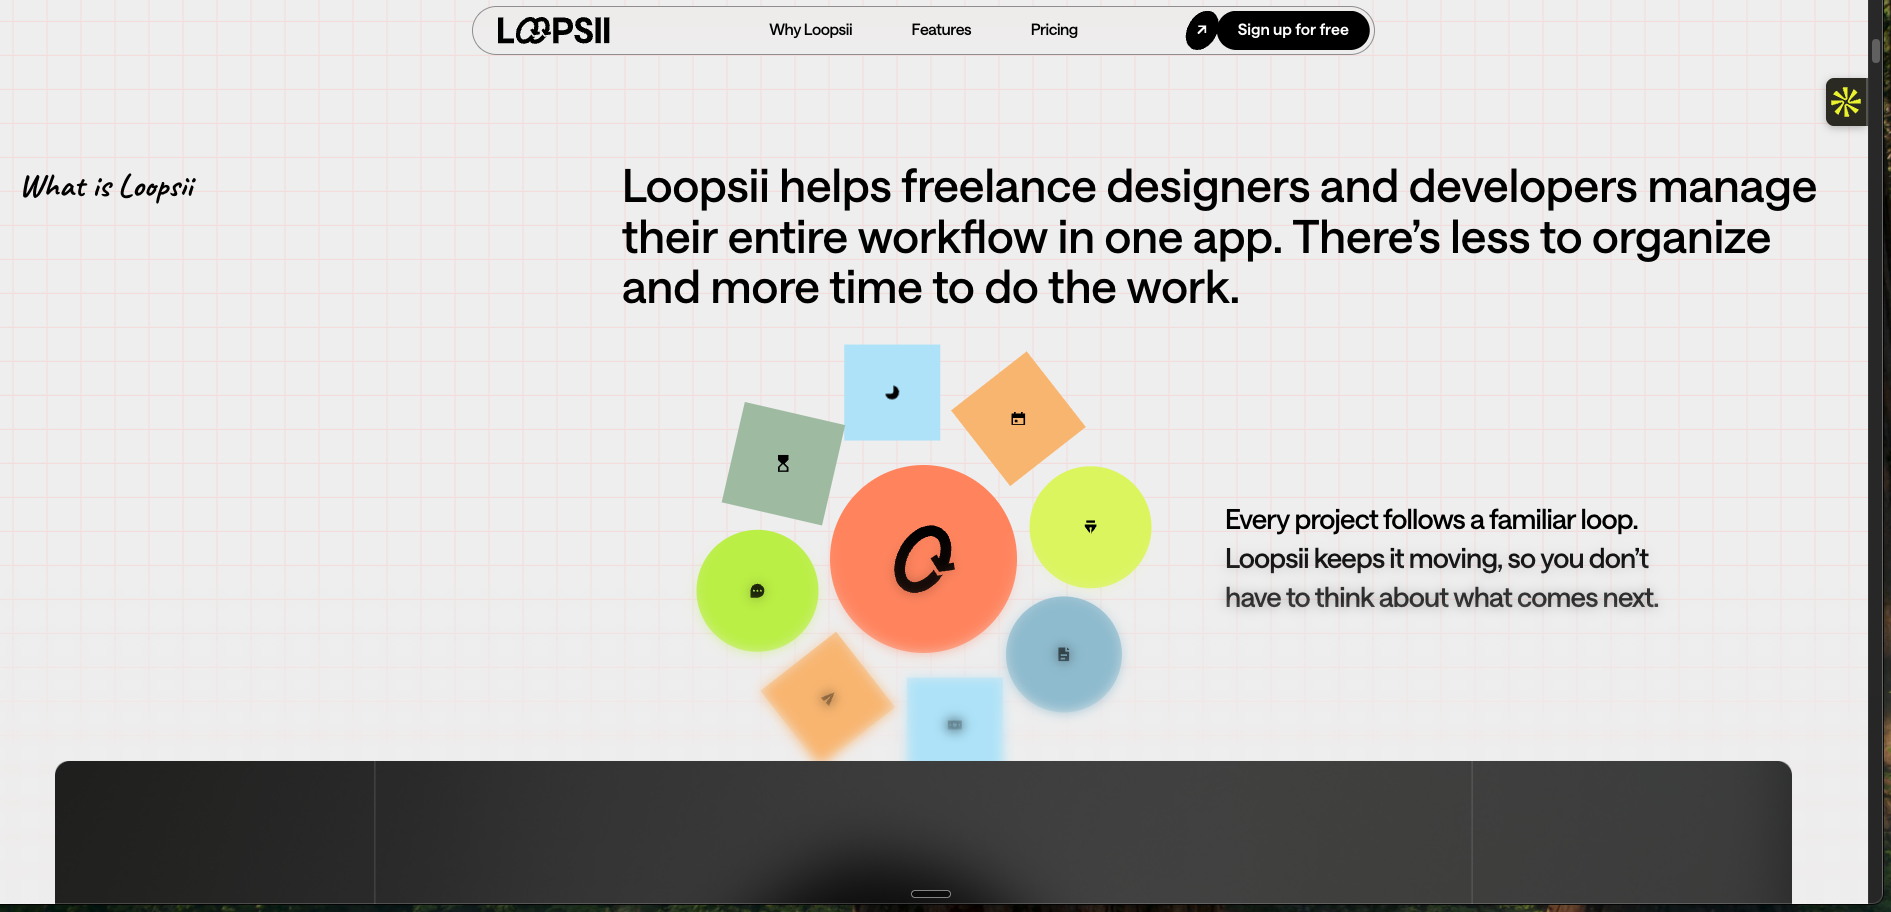 LOOPSII
Why Loopsii
Features
Pricing
Sign up for free
What is Loopsii
Loopsii helps freelance designers and developers manage
their entire workflow in one app. There’s less to organize
and more time to do the work.
Every project follows a familiar loop.
Loopsii keeps it moving, so you don’t
have to think about what comes next.